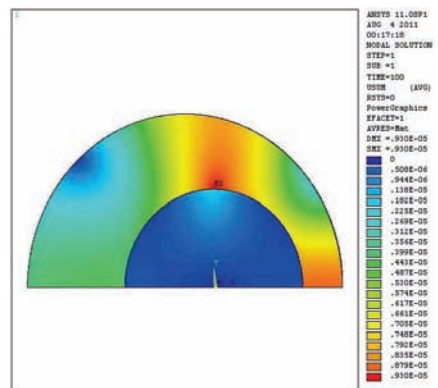 1
ANSYS 11.0SP1
AUG 4 2011
00:17:18
NODAL SOLUTION
STEP=1
SUB =1
TIME=100
USUM (AVG)
RSYS=0
PowerGraphics
EFACET=1
AVRES=Mat
DMX =.930E-05
SMX =.930E-05
0
.508E-06
.944E-06
.138E-05
.182E-05
.225E-05
.269E-05
.312E-05
.356E-05
.399E-05
.443E-05
.487E-05
.530E-05
.574E-05
.617E-05
.661E-05
.705E-05
.748E-05
.792E-05
.835E-05
.879E-05
.930E-05
MX
Y